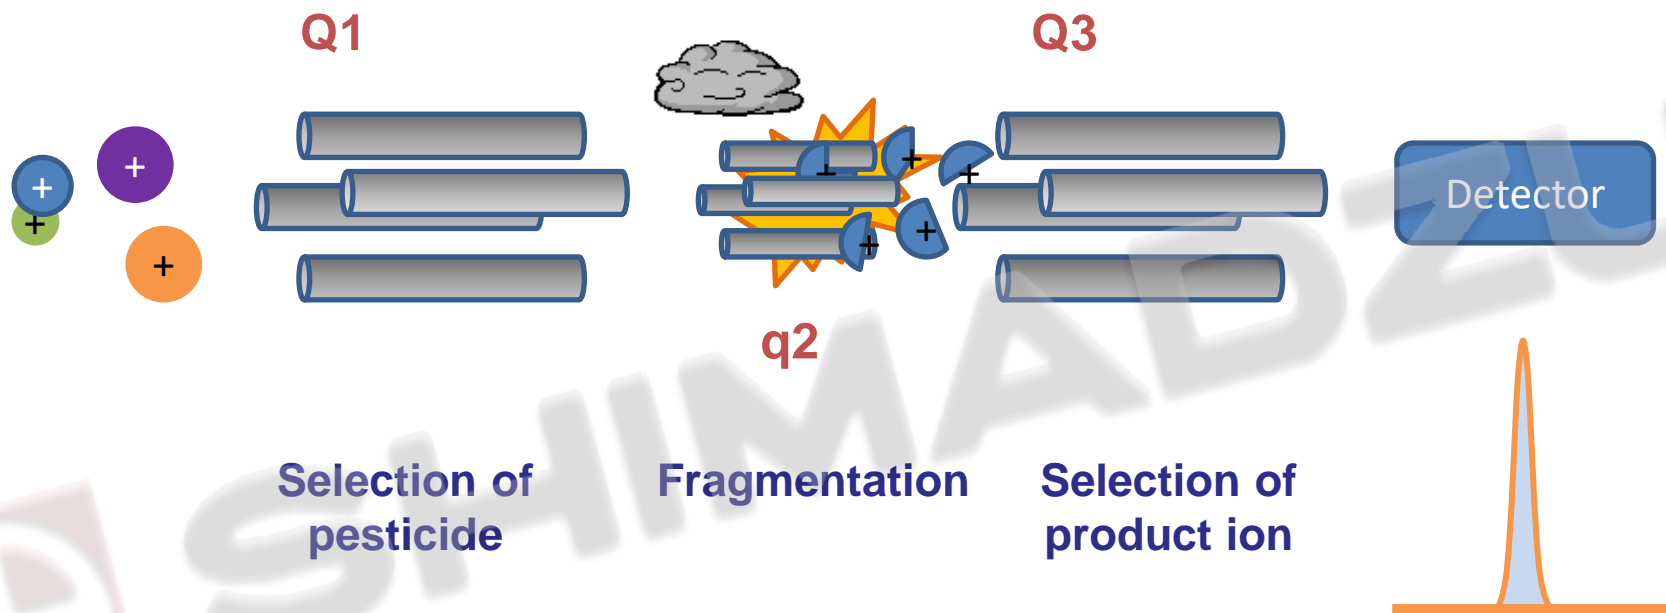 Q1
Q3
+
+
+
+
+
+
+
+
+
Detector
q2
Selection of
pesticide
Fragmentation
Selection of
product ion
SHIMADZU